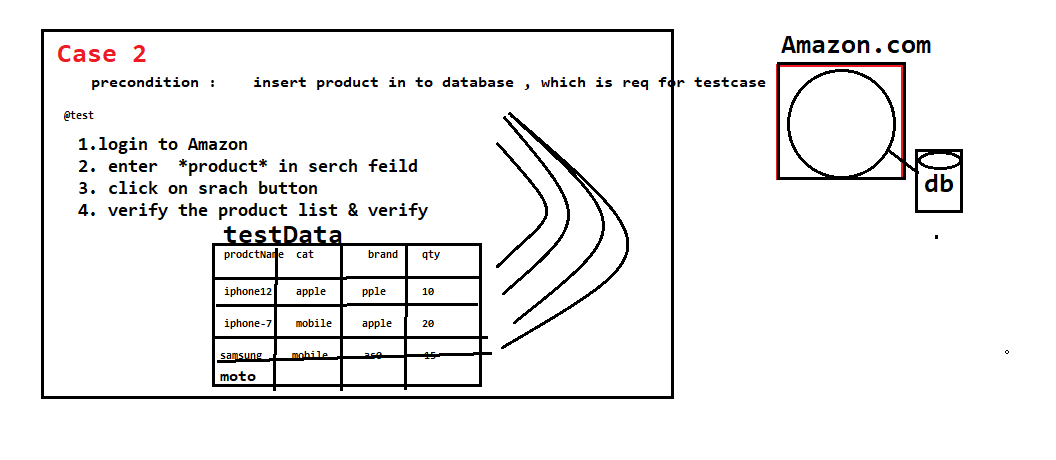 Case 2
precondition : insert product in to database , which is req for testcase
@test
1.login to Amazon
2. enter *product* in serch feild
3. click on srach button
4. verify the product list & verify
testData
prodctName cat brand qty
iphone12 apple pple 10
iphone-7 mobile apple 20
samsung mobile 15
moto
Amazon.com
db